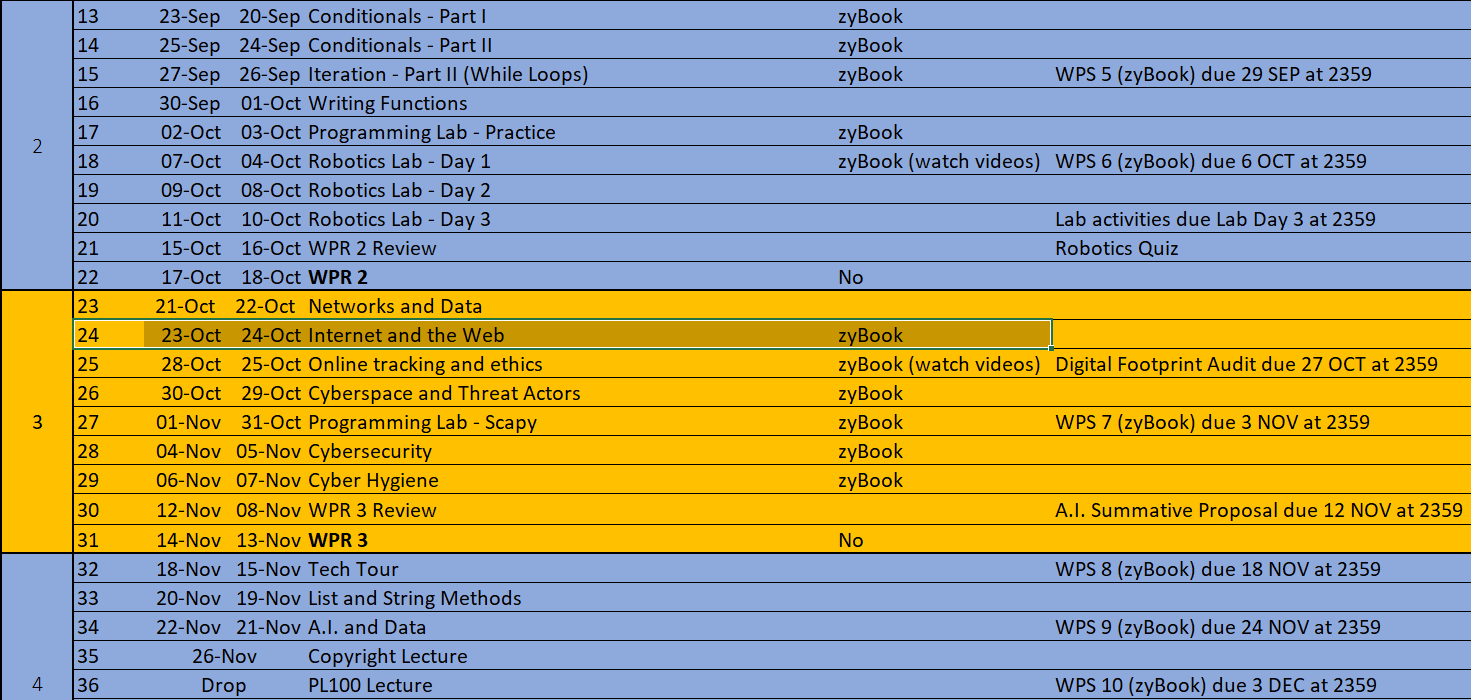 13 23-Sep 20-Sep Conditionals - Part I zyBook
14 25-Sep 24-Sep Conditionals - Part II zyBook
15 27-Sep 26-Sep Iteration - Part II (While Loops) zyBook WPS 5 (zyBook) due 29 SEP at 2359
16 30-Sep 01-Oct Writing Functions
17 02-Oct 03-Oct Programming Lab - Practice zyBook
2
18 07-Oct 04-Oct Robotics Lab - Day 1 zyBook (watch videos) WPS 6 (zyBook) due 6 OCT at 2359
19 09-Oct 08-Oct Robotics Lab - Day 2
20 11-Oct 10-Oct Robotics Lab - Day 3 Lab activities due Lab Day 3 at 2359
21 15-Oct 16-Oct WPR 2 Review Robotics Quiz
22 17-Oct 18-Oct WPR 2 No
23 21-Oct 22-Oct Networks and Data
24 23-Oct 24-Oct Internet and the Web zyBook
25 28-Oct 25-Oct Online tracking and ethics zyBook (watch videos) Digital Footprint Audit due 27 OCT at 2359
26 30-Oct 29-Oct Cyberspace and Threat Actors zyBook
3 27 01-Nov 31-Oct Programming Lab - Scapy zyBook WPS 7 (zyBook) due 3 NOV at 2359
28 04-Nov 05-Nov Cybersecurity zyBook
29 06-Nov 07-Nov Cyber Hygiene zyBook
30 12-Nov 08-Nov WPR 3 Review A.I. Summative Proposal due 12 NOV at 2359
31 14-Nov 13-Nov WPR 3 No
32 18-Nov 15-Nov Tech Tour WPS 8 (zyBook) due 18 NOV at 2359
33 20-Nov 19-Nov List and String Methods
34 22-Nov 21-Nov A.I. and Data WPS 9 (zyBook) due 24 NOV at 2359
35 26-Nov Copyright Lecture
4 36 Drop PL100 Lecture WPS 10 (zyBook) due 3 DEC at 2359